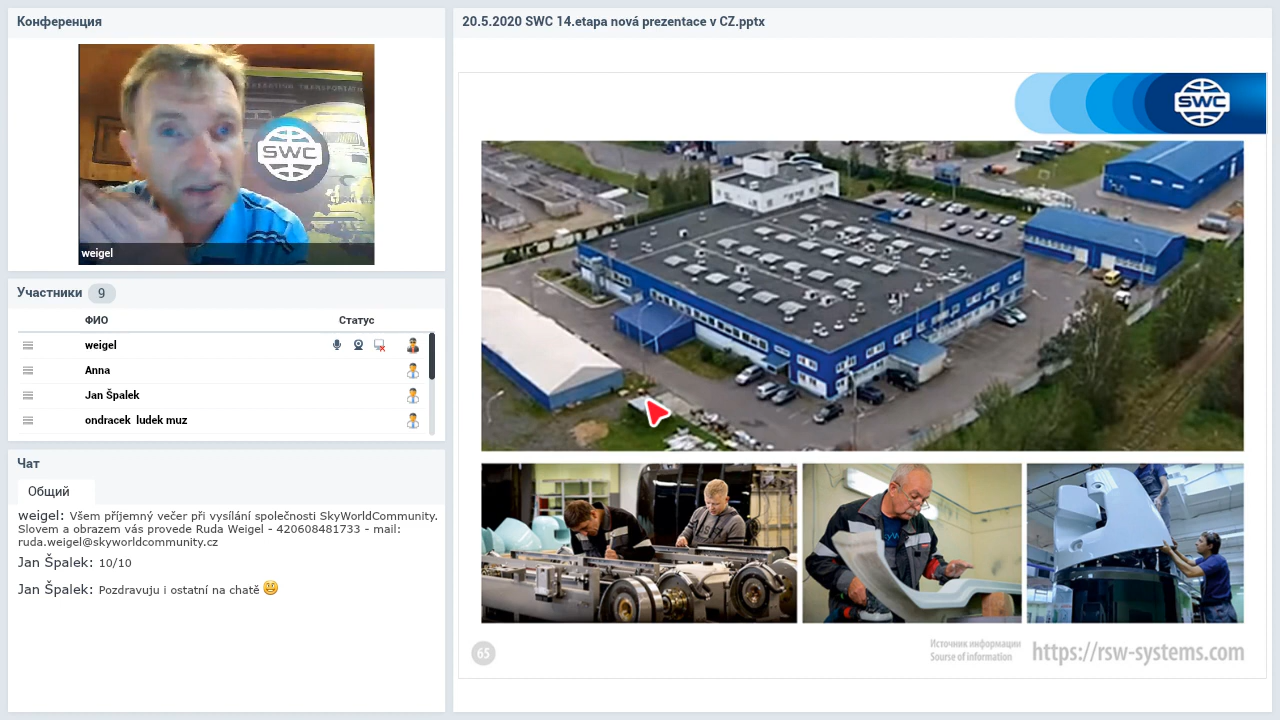 Конференция
SWC
weigel
Участники 9
ФИО Статус
weigel
Anna
Jan Špalek
ondracek ludek muz
Чат
Общий
weigel: Všem příjemný večer při vysílání společnosti SkyWorldCommunity.
Slovem a obrazem vás provede Ruda Weigel - 420608481733 - mail:
ruda.weigel@skyworldcommunity.cz
Jan Špalek: 10/10
Jan Špalek: Pozdravuju i ostatní na chatě
20.5.2020 SWC 14.etapa nová prezentace v CZ.pptx
SWC
65
Источник информации
Sourse of information
https://rsw-systems.com